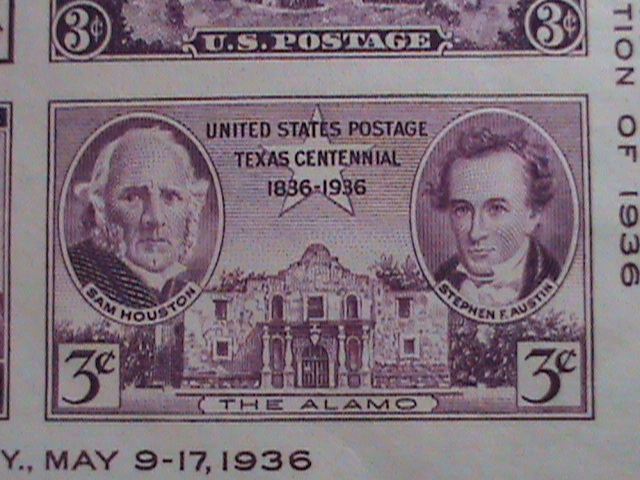 3¢ U.S. POSTAGE 3¢
UNITED STATES POSTAGE
TEXAS CENTENNIAL
1836-1936
SAM HOUSTON
STEPHEN F. AUSTIN
3¢ THE ALAMO 3¢
Y., MAY 9-17, 1936
TION OF 1936